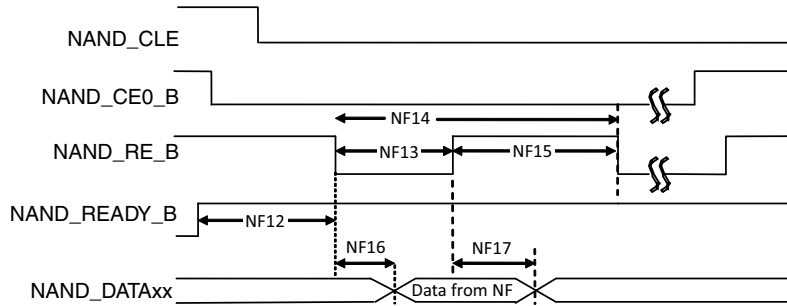 NAND_CLE
NAND_CE0_B
NF14
NAND_RE_B
NF13
NF15
NAND_READY_B
NF12
NF16
NF17
NAND_DATAxx
Data from NF